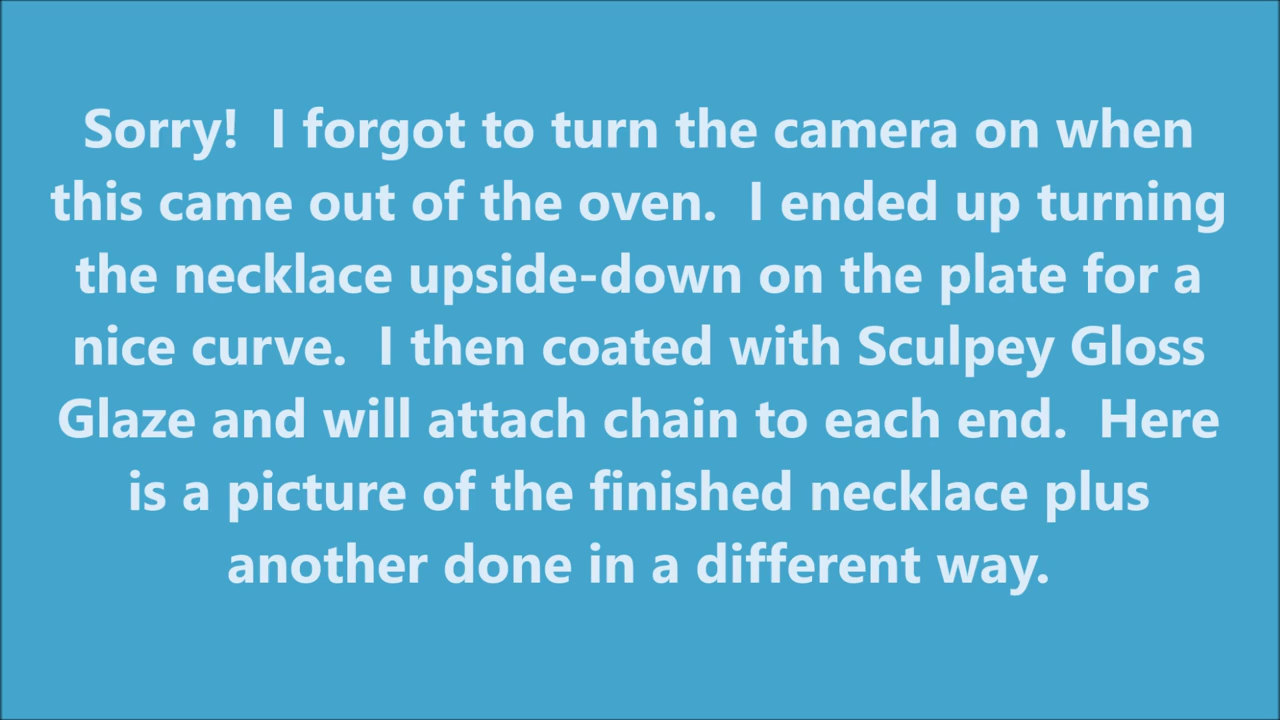 Sorry!  I forgot to turn the camera on when
this came out of the oven.  I ended up turning
the necklace upside-down on the plate for a
nice curve.  I then coated with Sculpey Gloss
Glaze and will attach chain to each end.  Here
is a picture of the finished necklace plus
another done in a different way.